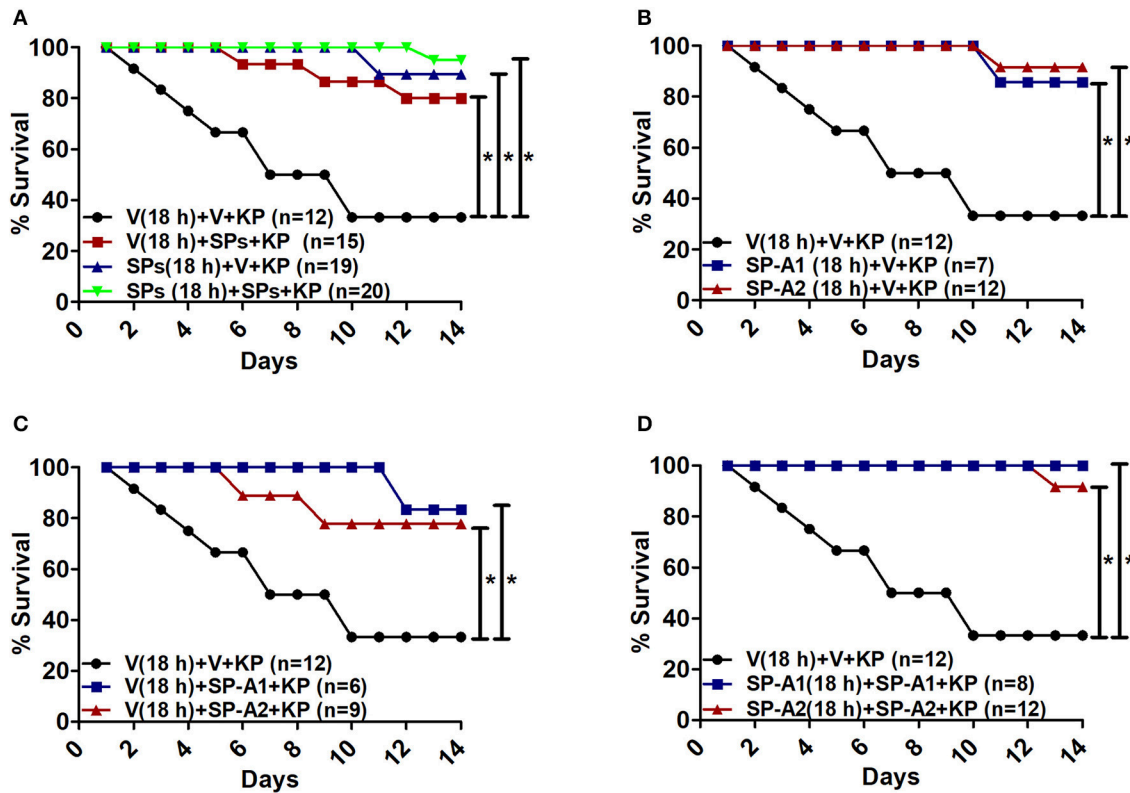 A
% Survival
100
80
60
40
20
0
V(18 h)+V+KP (n=12)
V(18 h)+SPs+KP (n=15)
SPs(18 h)+V+KP (n=19)
SPs (18 h)+SPs+KP (n=20)
* * *
0 2 4 6 8 10 12 14
Days
B
% Survival
100
80
60
40
20
0
V(18 h)+V+KP (n=12)
SP-A1 (18 h)+V+KP (n=7)
SP-A2 (18 h)+V+KP (n=12)
* *
0 2 4 6 8 10 12 14
Days
C
% Survival
100
80
60
40
20
0
V(18 h)+V+KP (n=12)
V(18 h)+SP-A1+KP (n=6)
V(18 h)+SP-A2+KP (n=9)
* *
0 2 4 6 8 10 12 14
Days
D
% Survival
100
80
60
40
20
0
V(18 h)+V+KP (n=12)
SP-A1(18 h)+SP-A1+KP (n=8)
SP-A2(18 h)+SP-A2+KP (n=12)
* *
0 2 4 6 8 10 12 14
Days